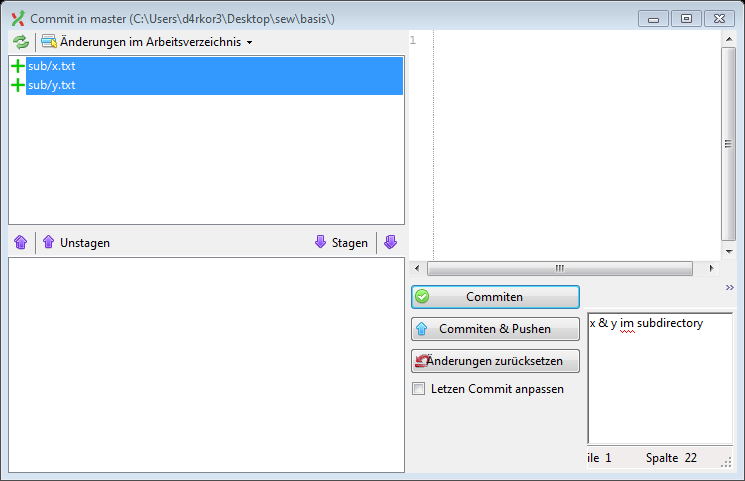 Commit in master (C:\Users\d4rkor3\Desktop\sew\basis\)
Änderungen im Arbeitsverzeichnis
sub/x.txt
sub/y.txt
1
Unstagen
Stagen
Commiten
Commiten & Pushen
Änderungen zurücksetzen
Letzen Commit anpassen
x & y im subdirectory
ile 1 Spalte 22